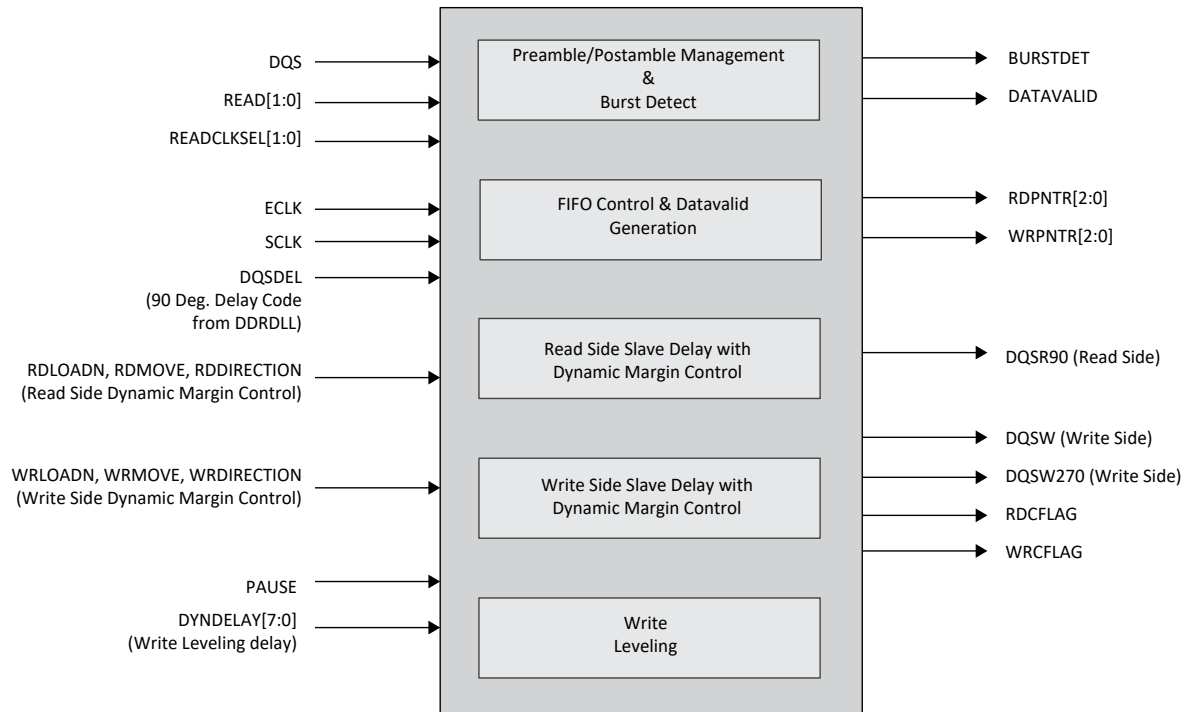 DQS
READ[1:0]
READCLKSEL[1:0]
ECLK
SCLK
DQSDEL
(90 Deg. Delay Code
from DDRDLL)
RDLOADN, RDMOVE, RDDIRECTION
(Read Side Dynamic Margin Control)
WRLOADN, WRMOVE, WRDIRECTION
(Write Side Dynamic Margin Control)
PAUSE
DYNDELAY[7:0]
(Write Leveling delay)
Preamble/Postamble Management
&
Burst Detect
FIFO Control & Datavalid
Generation
Read Side Slave Delay with
Dynamic Margin Control
Write Side Slave Delay with
Dynamic Margin Control
Write
Leveling
BURSTDET
DATAVALID
RDPNTR[2:0]
WRPNTR[2:0]
DQSR90 (Read Side)
DQSW (Write Side)
DQSW270 (Write Side)
RDCFLAG
WRCFLAG